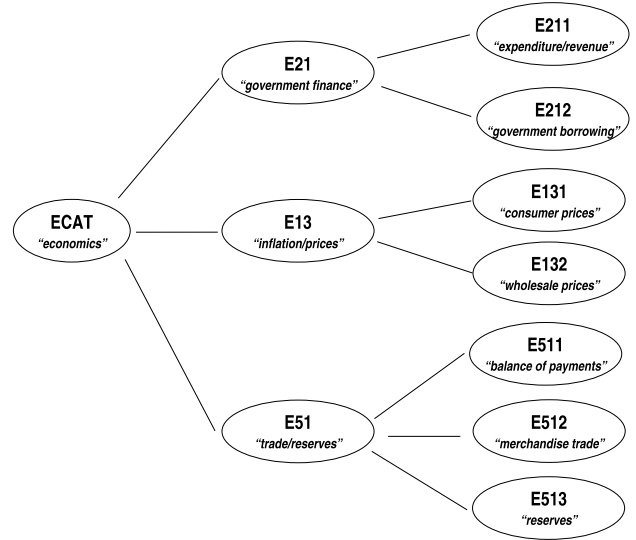 ECAT
“economics”
E21
“government finance”
E211
“expenditure/revenue”
E212
“government borrowing”
E13
“inflation/prices”
E131
“consumer prices”
E132
“wholesale prices”
E51
“trade/reserves”
E511
“balance of payments”
E512
“merchandise trade”
E513
“reserves”